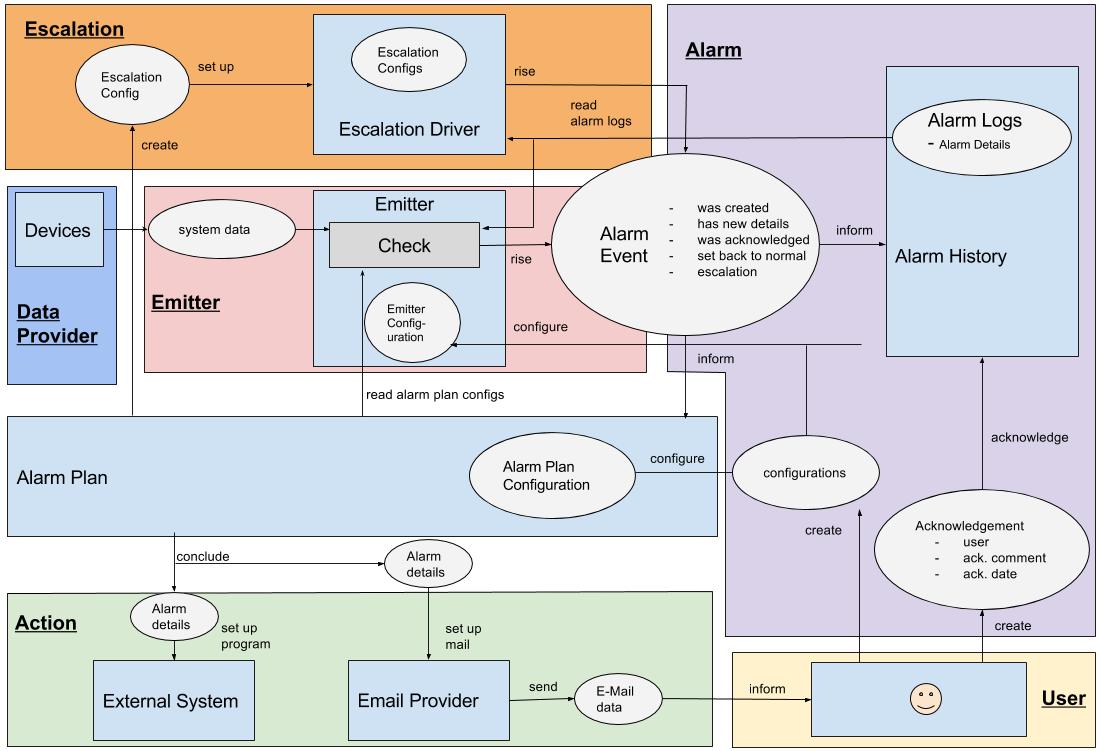 Escalation
Escalation
Config
set up
Escalation
Configs
Escalation Driver
rise
read
alarm logs
create
Alarm
Alarm Logs
- Alarm Details
Alarm History
Devices
Data
Provider
system data
Emitter
Emitter
Check
rise
Emitter
Config-
uration
configure
Alarm
Event
- was created
- has new details
- was acknowledged
- set back to normal
- escalation
inform
inform
read alarm plan configs
Alarm Plan
Alarm Plan
Configuration
configure
configurations
acknowledge
create
Acknowledgement
- user
- ack. comment
- ack. date
create
conclude
Alarm
details
Action
Alarm
details
set up
program
set up
mail
External System
Email Provider
send
E-Mail
data
inform
User